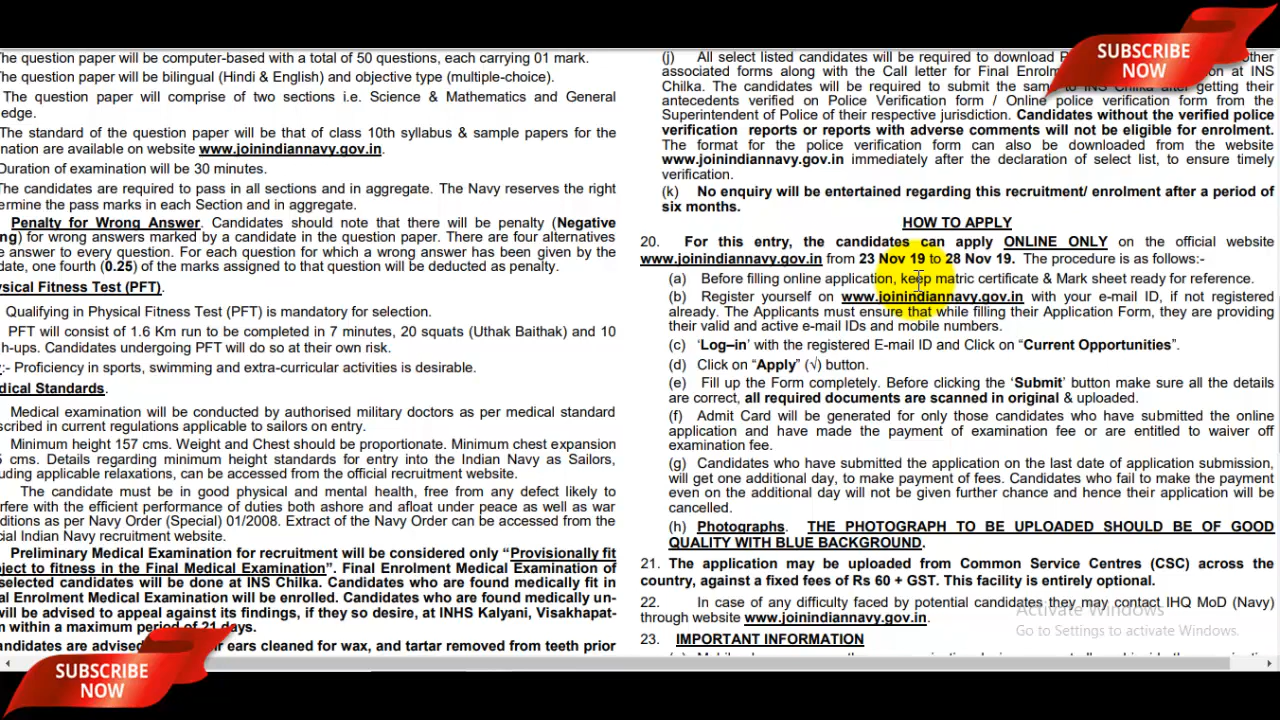 he question paper will be computer-based with a total of 50 questions, each carrying 01 mark.
he question paper will be bilingual (Hindi & English) and objective type (multiple-choice).
The question paper will comprise of two sections i.e. Science & Mathematics and General
edge.
The standard of the question paper will be that of class 10th syllabus & sample papers for the
nation are available on website www.joinindiannavy.gov.in.
Duration of examination will be 30 minutes.
The candidates are required to pass in all sections and in aggregate. The Navy reserves the right
ermine the pass marks in each Section and in aggregate.
Penalty for Wrong Answer. Candidates should note that there will be penalty (Negative
ng) for wrong answers marked by a candidate in the question paper. There are four alternatives
e answer to every question. For each question for which a wrong answer has been given by the
date, one fourth (0.25) of the marks assigned to that question will be deducted as penalty.
ysical Fitness Test (PFT).
Qualifying in Physical Fitness Test (PFT) is mandatory for selection.
PFT will consist of 1.6 Km run to be completed in 7 minutes, 20 squats (Uthak Baithak) and 10
h-ups. Candidates undergoing PFT will do so at their own risk.
:- Proficiency in sports, swimming and extra-curricular activities is desirable.
dical Standards.
Medical examination will be conducted by authorised military doctors as per medical standard
scribed in current regulations applicable to sailors on entry.
Minimum height 157 cms. Weight and Chest should be proportionate. Minimum chest expansion
cms. Details regarding minimum height standards for entry into the Indian Navy as Sailors,
uding applicable relaxations, can be accessed from the official recruitment website.
The candidate must be in good physical and mental health, free from any defect likely to
rfere with the efficient performance of duties both ashore and afloat under peace as well as war
ditions as per Navy Order (Special) 01/2008. Extract of the Navy Order can be accessed from the
cial Indian Navy recruitment website.
Preliminary Medical Examination for recruitment will be considered only “Provisionally fit
ject to fitness in the Final Medical Examination”. Final Enrolment Medical Examination of
selected candidates will be done at INS Chilka. Candidates who are found medically fit in
al Enrolment Medical Examination will be enrolled. Candidates who are found medically un-
will be advised to appeal against its findings, if they so desire, at INHS Kalyani, Visakhapat-
m within a maximum period of 21 days.
andidates are advised ears cleaned for wax, and tartar removed from teeth prior
(j) All select listed candidates will be required to download
associated forms along with the Call letter for Final Enrolm at INS
Chilka. The candidates will be required to submit the same to INS Chilka after getting their
antecedents verified on Police Verification form / Online police verification form from the
Superintendent of Police of their respective jurisdiction. Candidates without the verified police
verification reports or reports with adverse comments will not be eligible for enrolment.
The format for the police verification form can also be downloaded from the website
www.joinindiannavy.gov.in immediately after the declaration of select list, to ensure timely
verification.
(k) No enquiry will be entertained regarding this recruitment/ enrolment after a period of
six months.
HOW TO APPLY
20. For this entry, the candidates can apply ONLINE ONLY on the official website
www.joinindiannavy.gov.in from 23 Nov 19 to 28 Nov 19. The procedure is as follows:-
(a) Before filling online application, keep matric certificate & Mark sheet ready for reference.
(b) Register yourself on www.joinindiannavy.gov.in with your e-mail ID, if not registered
already. The Applicants must ensure that while filling their Application Form, they are providing
their valid and active e-mail IDs and mobile numbers.
(c) ‘Log–in’ with the registered E-mail ID and Click on “Current Opportunities”.
(d) Click on “Apply” (√) button.
(e) Fill up the Form completely. Before clicking the ‘Submit’ button make sure all the details
are correct, all required documents are scanned in original & uploaded.
(f) Admit Card will be generated for only those candidates who have submitted the online
application and have made the payment of examination fee or are entitled to waiver off
examination fee.
(g) Candidates who have submitted the application on the last date of application submission,
will get one additional day, to make payment of fees. Candidates who fail to make the payment
even on the additional day will not be given further chance and hence their application will be
cancelled.
(h) Photographs. THE PHOTOGRAPH TO BE UPLOADED SHOULD BE OF GOOD
QUALITY WITH BLUE BACKGROUND.
21. The application may be uploaded from Common Service Centres (CSC) across the
country, against a fixed fees of Rs 60 + GST. This facility is entirely optional.
22. In case of any difficulty faced by potential candidates they may contact IHQ MoD (Navy)
through website www.joinindiannavy.gov.in.
23. IMPORTANT INFORMATION
Activate Windows
Go to Settings to activate Windows.
SUBSCRIBE
NOW
SUBSCRIBE
NOW